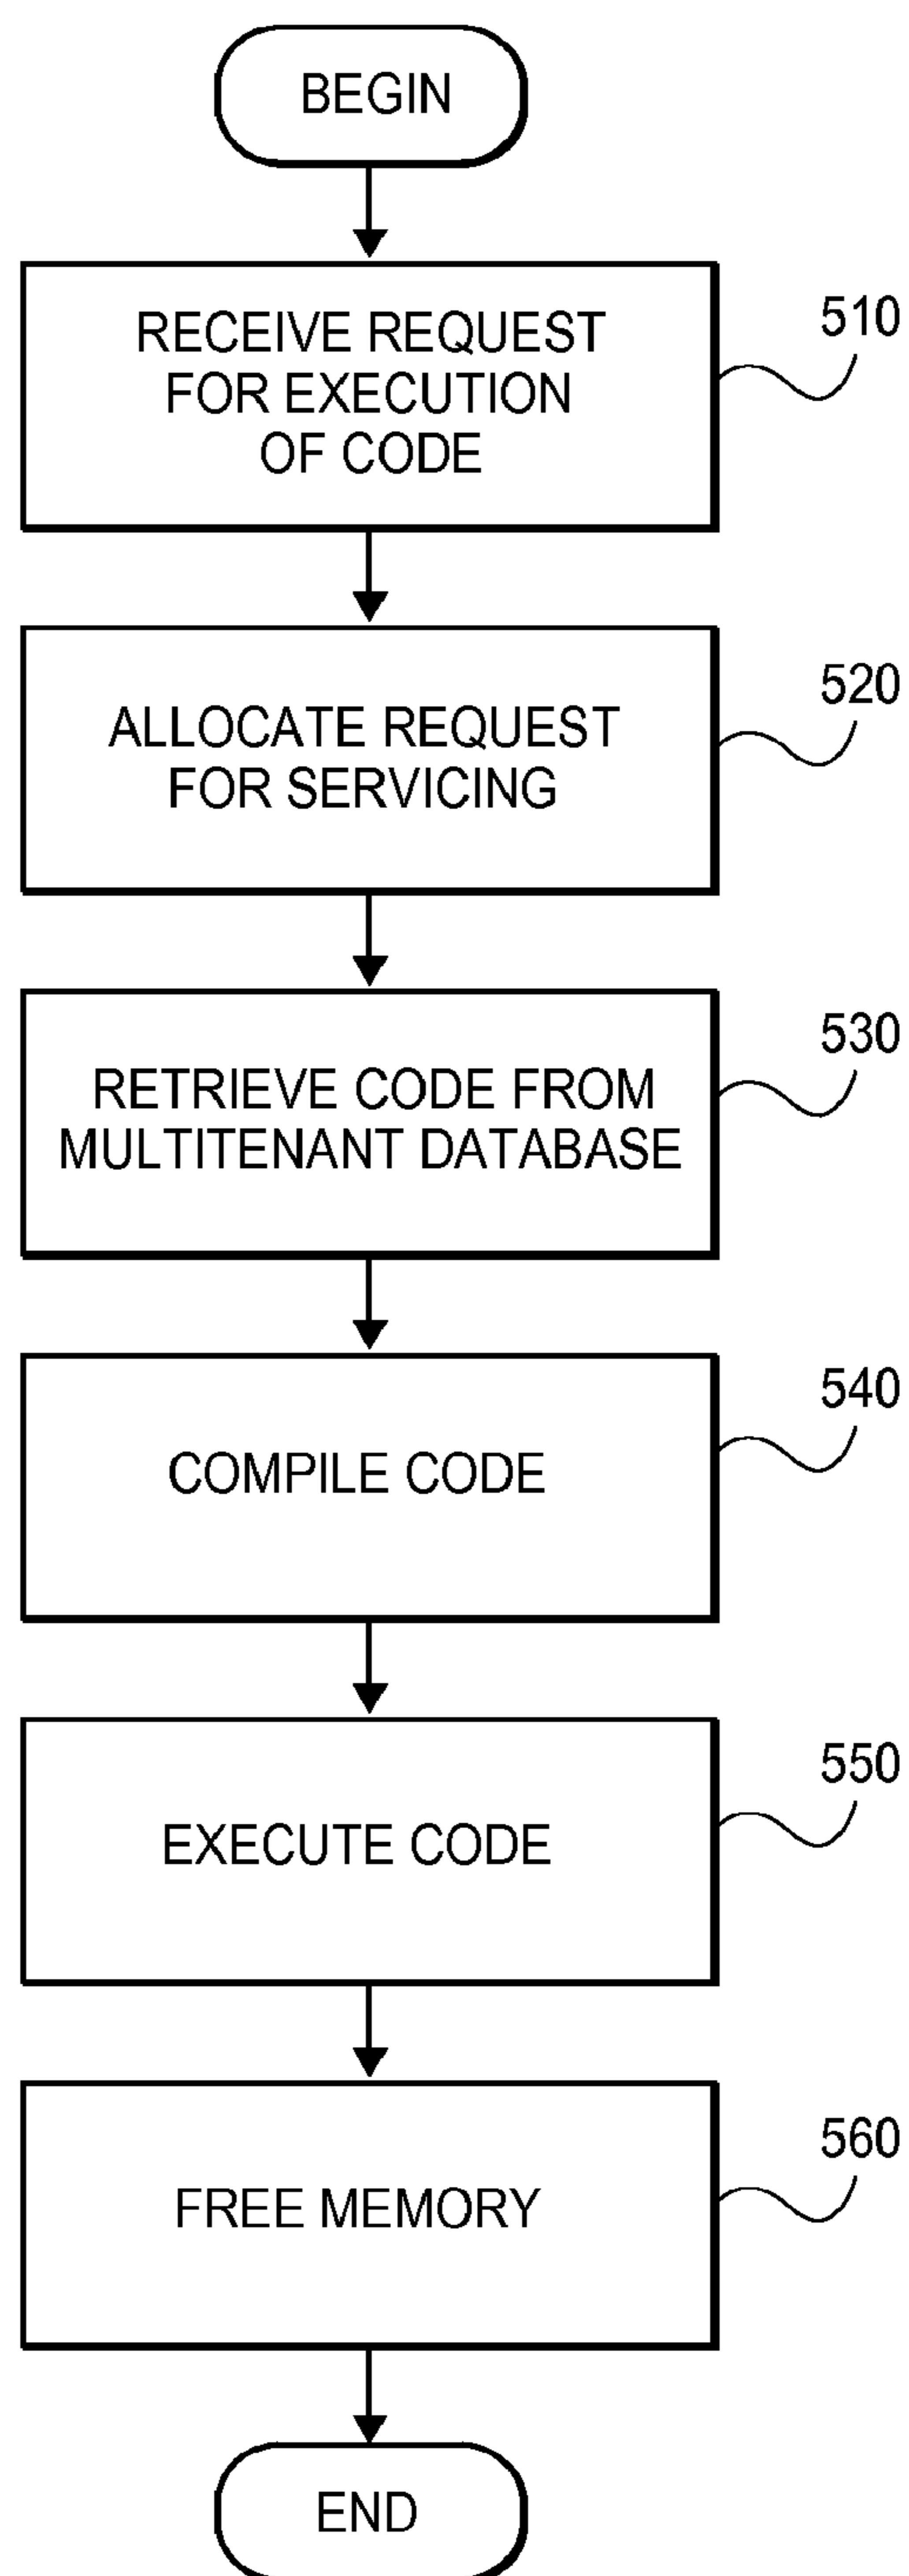 BEGIN
RECEIVE REQUEST
FOR EXECUTION
OF CODE
510
ALLOCATE REQUEST
FOR SERVICING
520
RETRIEVE CODE FROM
MULTITENANT DATABASE
530
COMPILE CODE
540
EXECUTE CODE
550
FREE MEMORY
560
END